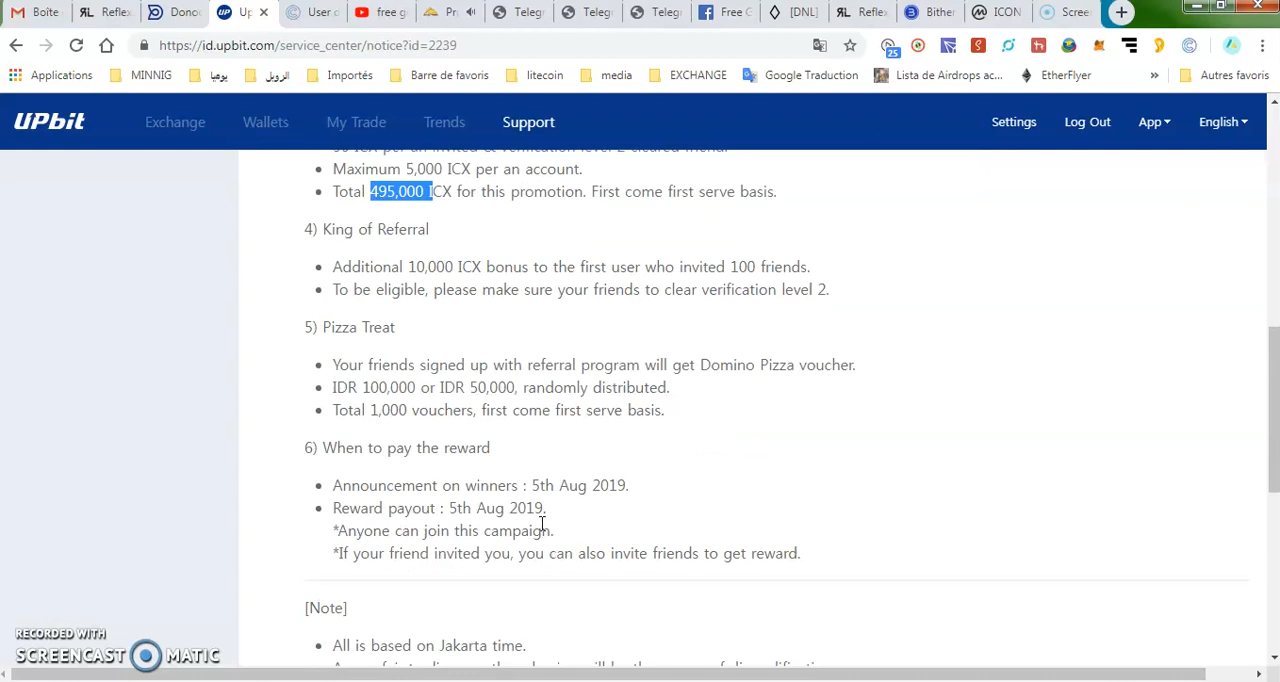 Boîte
Reflex
Dono
Up
User c
free g
Pr
Telegr
Telegr
Telegr
Free C
[DNL]
Reflex
Bither
ICON
Scree
https://id.upbit.com/service_center/notice?id=2239
25
Applications
MINNIG
يوميا
الرويل
Importés
Barre de favoris
litecoin
media
EXCHANGE
Google Traduction
Lista de Airdrops ac...
EtherFlyer
»
Autres favoris
UPbit
Exchange
Wallets
My Trade
Trends
Support
Settings
Log Out
App
English
• Maximum 5,000 ICX per an account.
• Total 495,000 ICX for this promotion. First come first serve basis.
4) King of Referral
• Additional 10,000 ICX bonus to the first user who invited 100 friends.
• To be eligible, please make sure your friends to clear verification level 2.
5) Pizza Treat
• Your friends signed up with referral program will get Domino Pizza voucher.
• IDR 100,000 or IDR 50,000, randomly distributed.
• Total 1,000 vouchers, first come first serve basis.
6) When to pay the reward
• Announcement on winners : 5th Aug 2019.
• Reward payout : 5th Aug 2019.
*Anyone can join this campaign.
*If your friend invited you, you can also invite friends to get reward.
[Note]
• All is based on Jakarta time.
RECORDED WITH
SCREENCAST MATIC